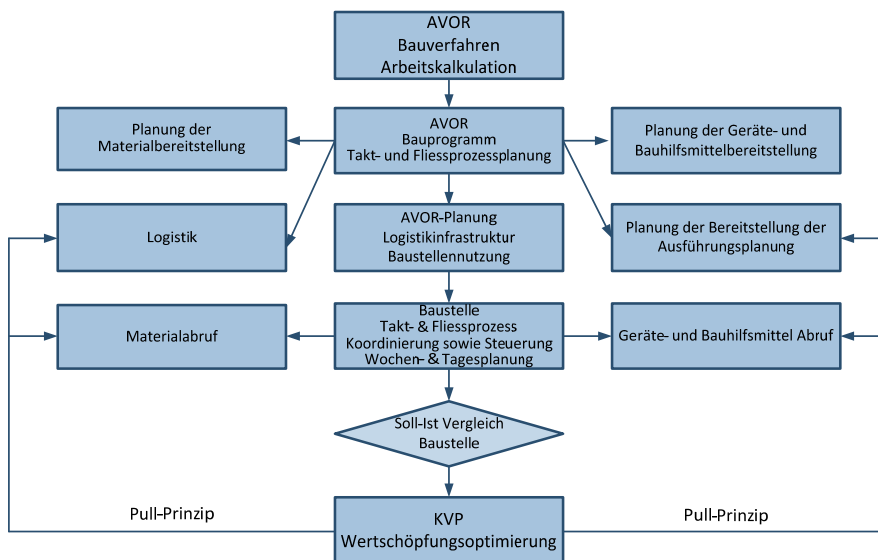 AVOR
Bauverfahren
Arbeitskalkulation
Planung der
Materialbereitstellung
AVOR
Bauprogramm
Takt- und Fliessprozessplanung
Planung der Geräte- und
Bauhilfsmittelbereitstellung
Logistik
AVOR-Planung
Logistikinfrastruktur
Baustellennutzung
Planung der Bereitstellung der
Ausführungsplanung
Materialabruf
Baustelle
Takt- & Fliessprozess
Koordinierung sowie Steuerung
Wochen- & Tagesplanung
Geräte- und Bauhilfsmittel Abruf
Soll-Ist Vergleich
Baustelle
Pull-Prinzip
KVP
Wertschöpfungsoptimierung
Pull-Prinzip